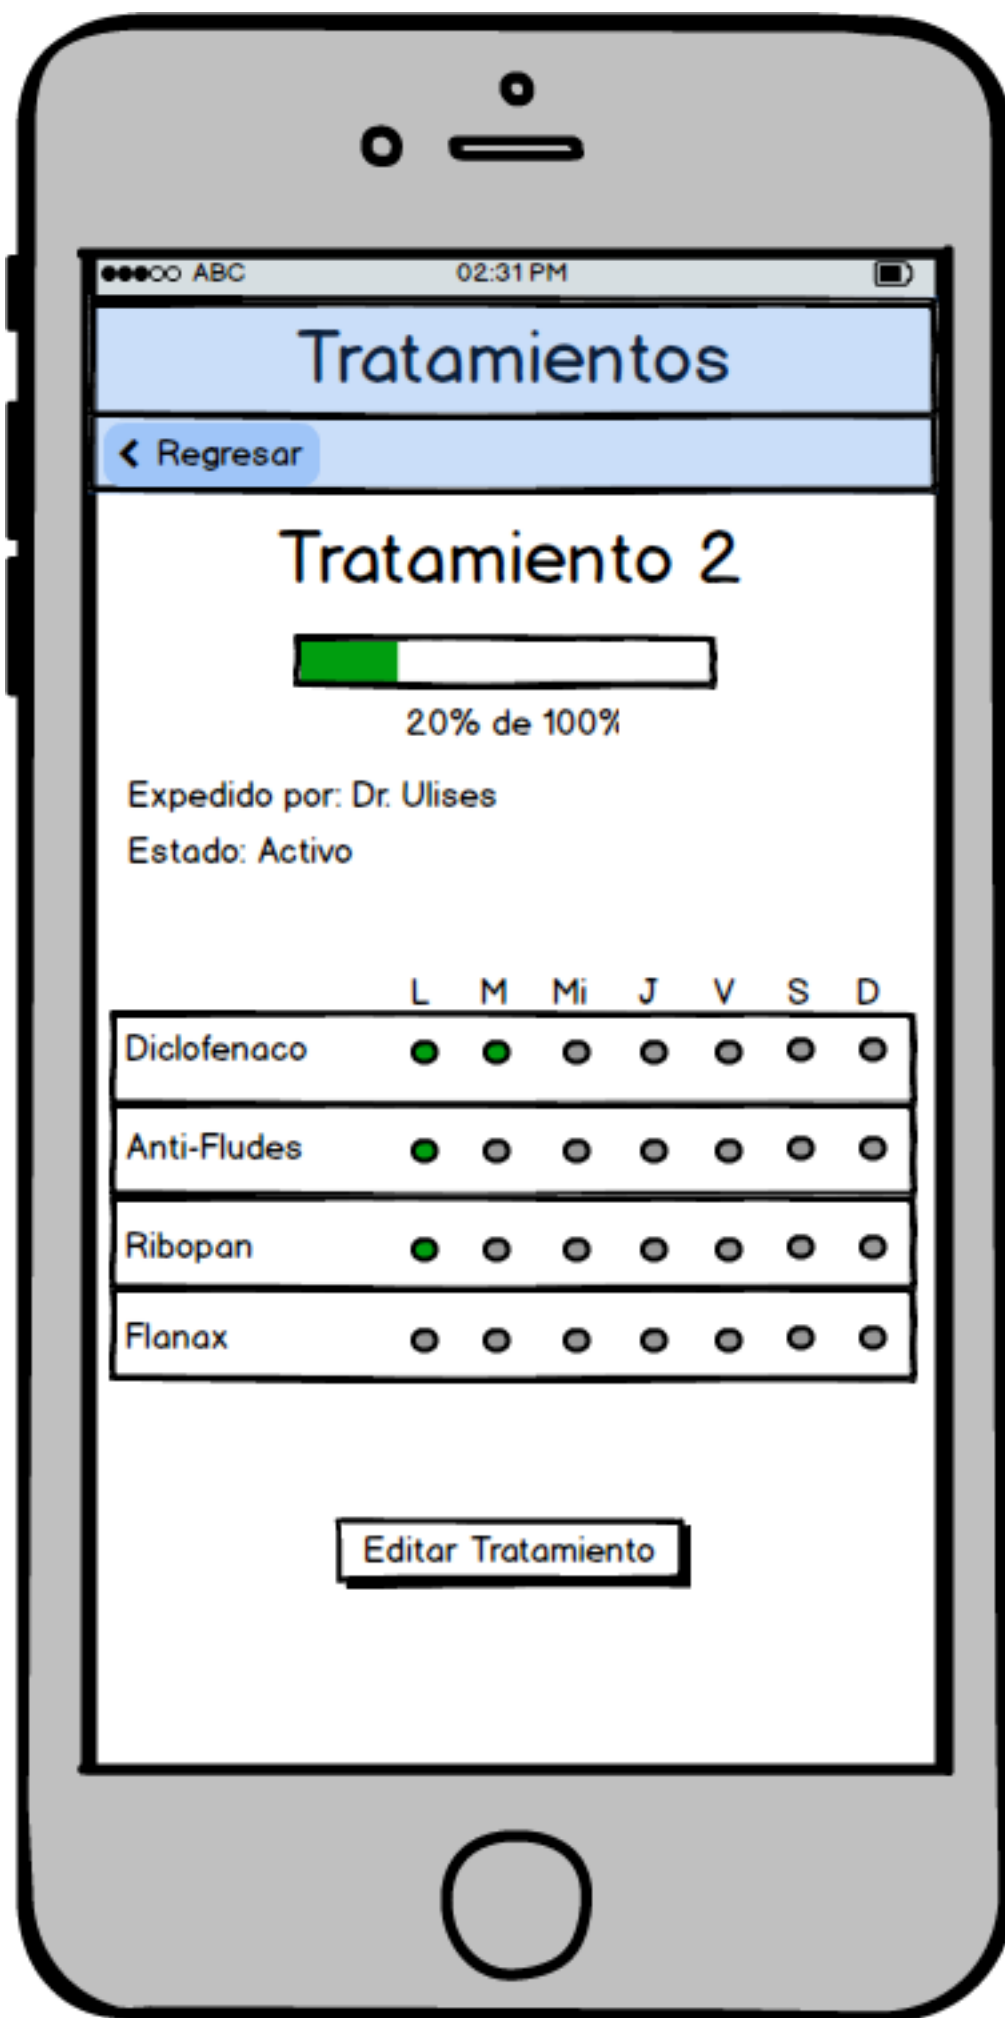 ABC 02:31 PM
Tratamientos
Regresar
Tratamiento 2
20% de 100%
Expedido por: Dr. Ulises
Estado: Activo
L M Mi J V S D
Diclofenaco
Anti-Fludes
Ribopan
Flanax
Editar Tratamiento